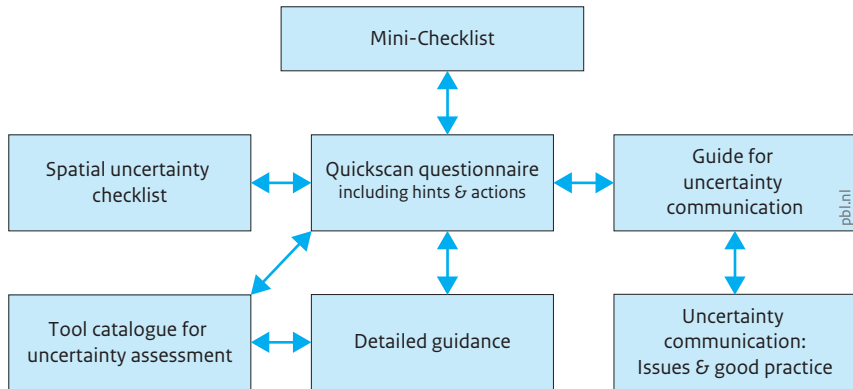 Mini-Checklist
Spatial uncertainty
checklist
Quickscan questionnaire
including hints & actions
Guide for
uncertainty
communication
pbl.nl
Tool catalogue for
uncertainty assessment
Detailed guidance
Uncertainty
communication:
Issues & good practice